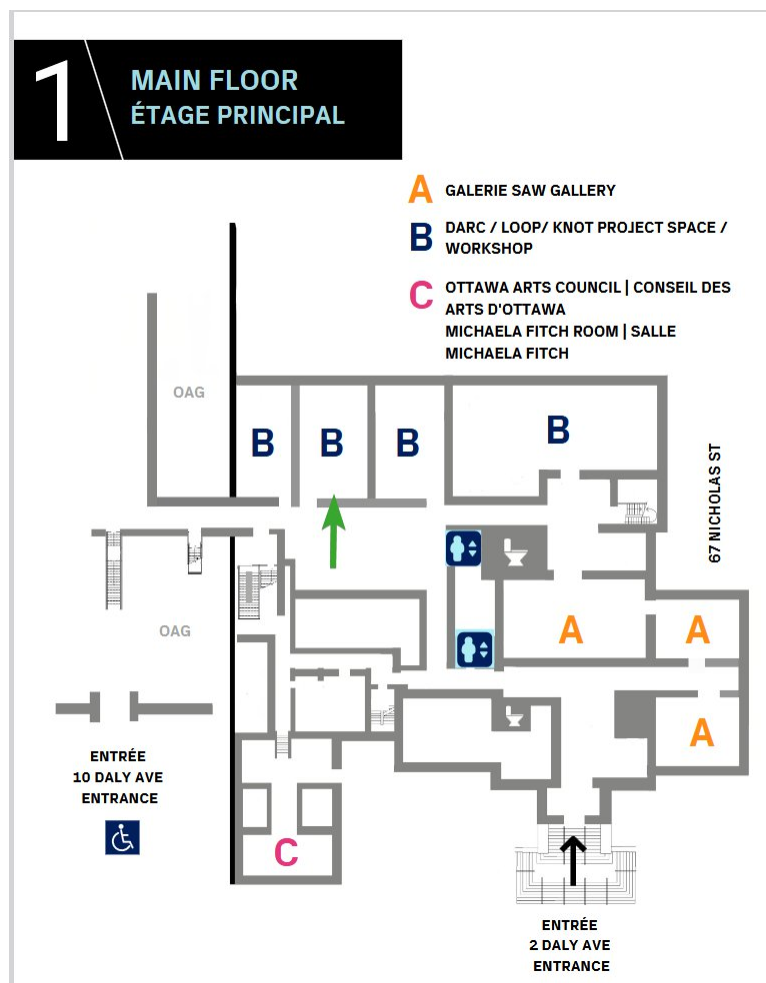 1
MAIN FLOOR
ÉTAGE PRINCIPAL
A GALERIE SAW GALLERY
B DARC / LOOP/ KNOT PROJECT SPACE /
WORKSHOP
C OTTAWA ARTS COUNCIL | CONSEIL DES
ARTS D'OTTAWA
MICHAELA FITCH ROOM | SALLE
MICHAELA FITCH
OAG
B
B
B
B
67 NICHOLAS ST
OAG
A
A
A
ENTRÉE
10 DALY AVE
ENTRANCE
C
ENTRÉE
2 DALY AVE
ENTRANCE